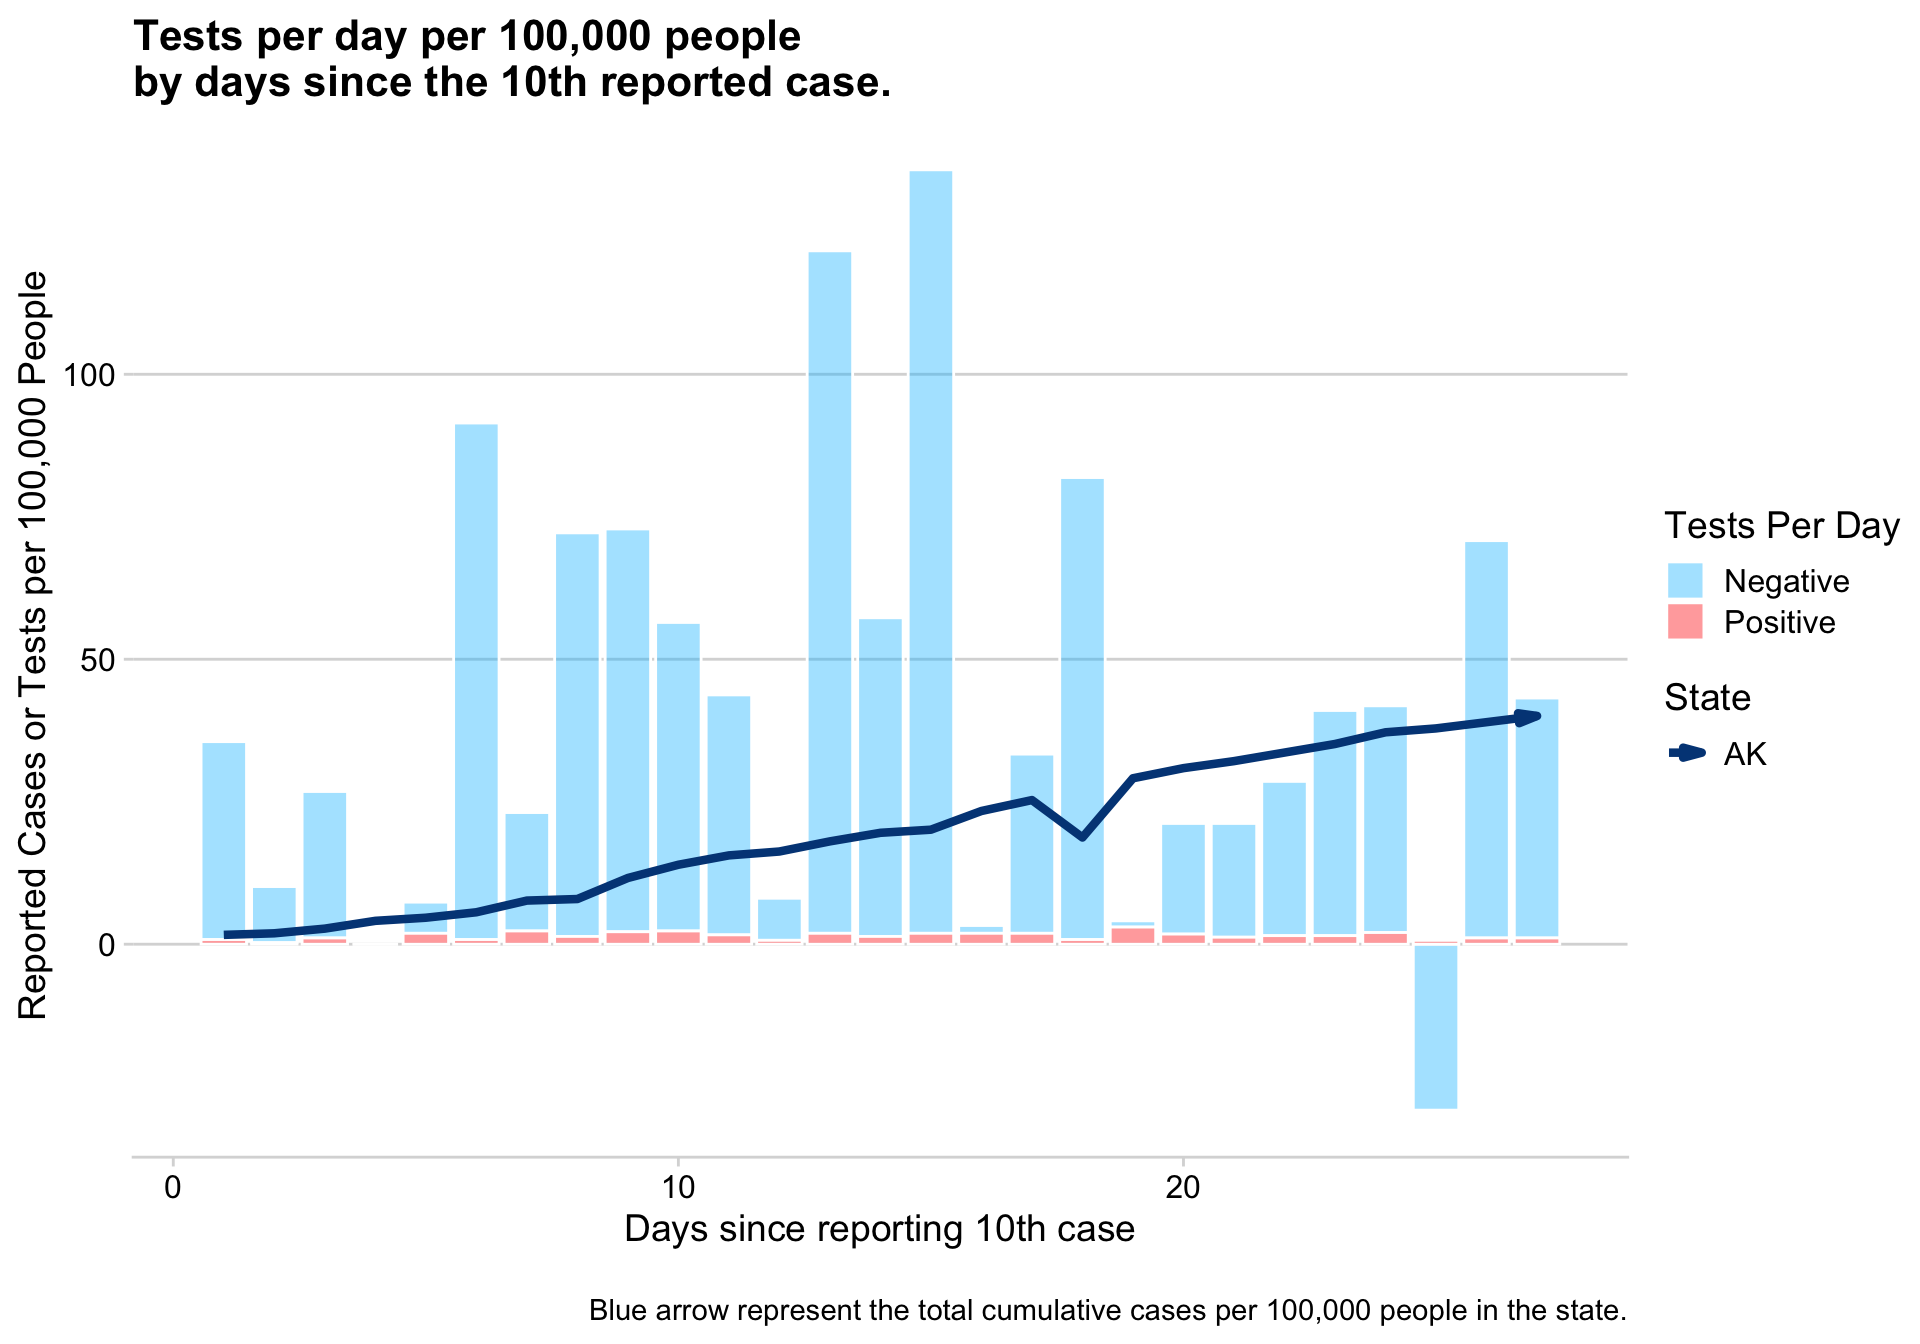 Tests per day per 100,000 people
by days since the 10th reported case.
Reported Cases or Tests per 100,000 People
100
50
0
0
10
20
Days since reporting 10th case
Tests Per Day
Negative
Positive
State
AK
Blue arrow represent the total cumulative cases per 100,000 people in the state.